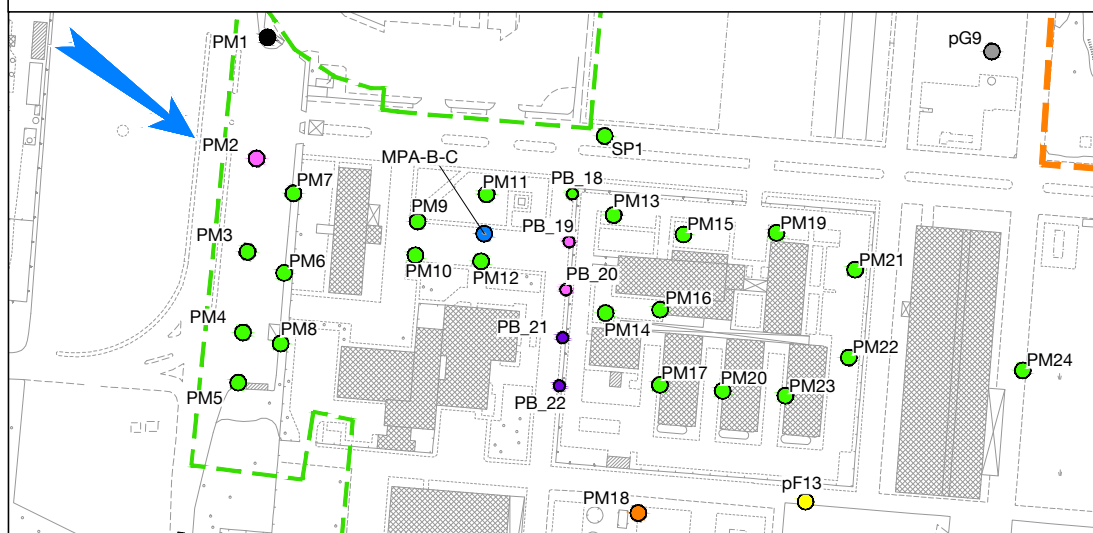 PM1
pG9
PM2
MPA-B-C
SP1
PM7
PM11
PB_18
PM9
PM13
PM15
PM19
PB_19
PM3
PM10
PM12
PM6
PB_20
PM21
PM16
PM4
PM8
PB_21
PM14
PM22
PM5
PB_22
PM17
PM20
PM23
PM24
PM18
pF13